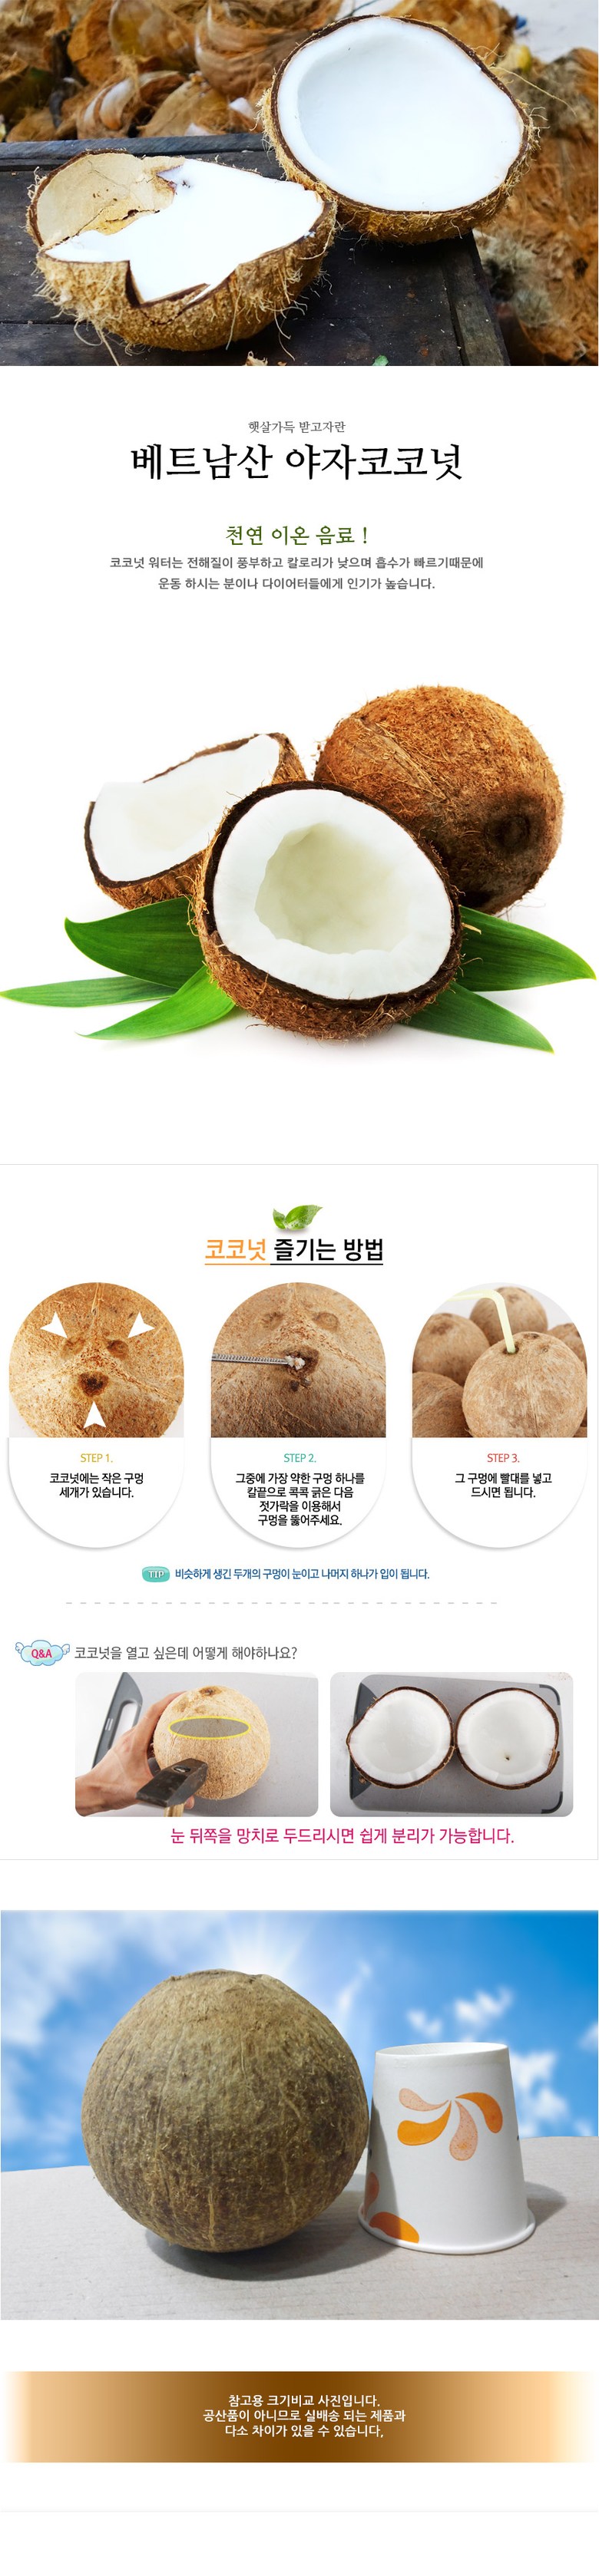 햇살가득 받고자란
베트남산 야자코코넛
천연 이온 음료 !
코코넛 워터는 전해질이 풍부하고 칼로리가 낮으며 흡수가 빠르기때문에
운동 하시는 분이나 다이어터들에게 인기가 높습니다.
코코넛 즐기는 방법
STEP 1.
코코넛에는 작은 구멍
세개가 있습니다.
STEP 2.
그중에 가장 약한 구멍 하나를
칼끝으로 콕콕 긁은 다음
젓가락을 이용해서
구멍을 뚫어주세요.
STEP 3.
그 구멍에 빨대를 넣고
드시면 됩니다.
TIP 비슷하게 생긴 두개의 구멍이 눈이고 나머지 하나가 입이 됩니다.
Q&A 코코넛을 열고 싶은데 어떻게 해야하나요?
눈 뒤쪽을 망치로 두드리시면 쉽게 분리가 가능합니다.
참고용 크기비교 사진입니다.
공산품이 아니므로 실배송 되는 제품과
다소 차이가 있을 수 있습니다,